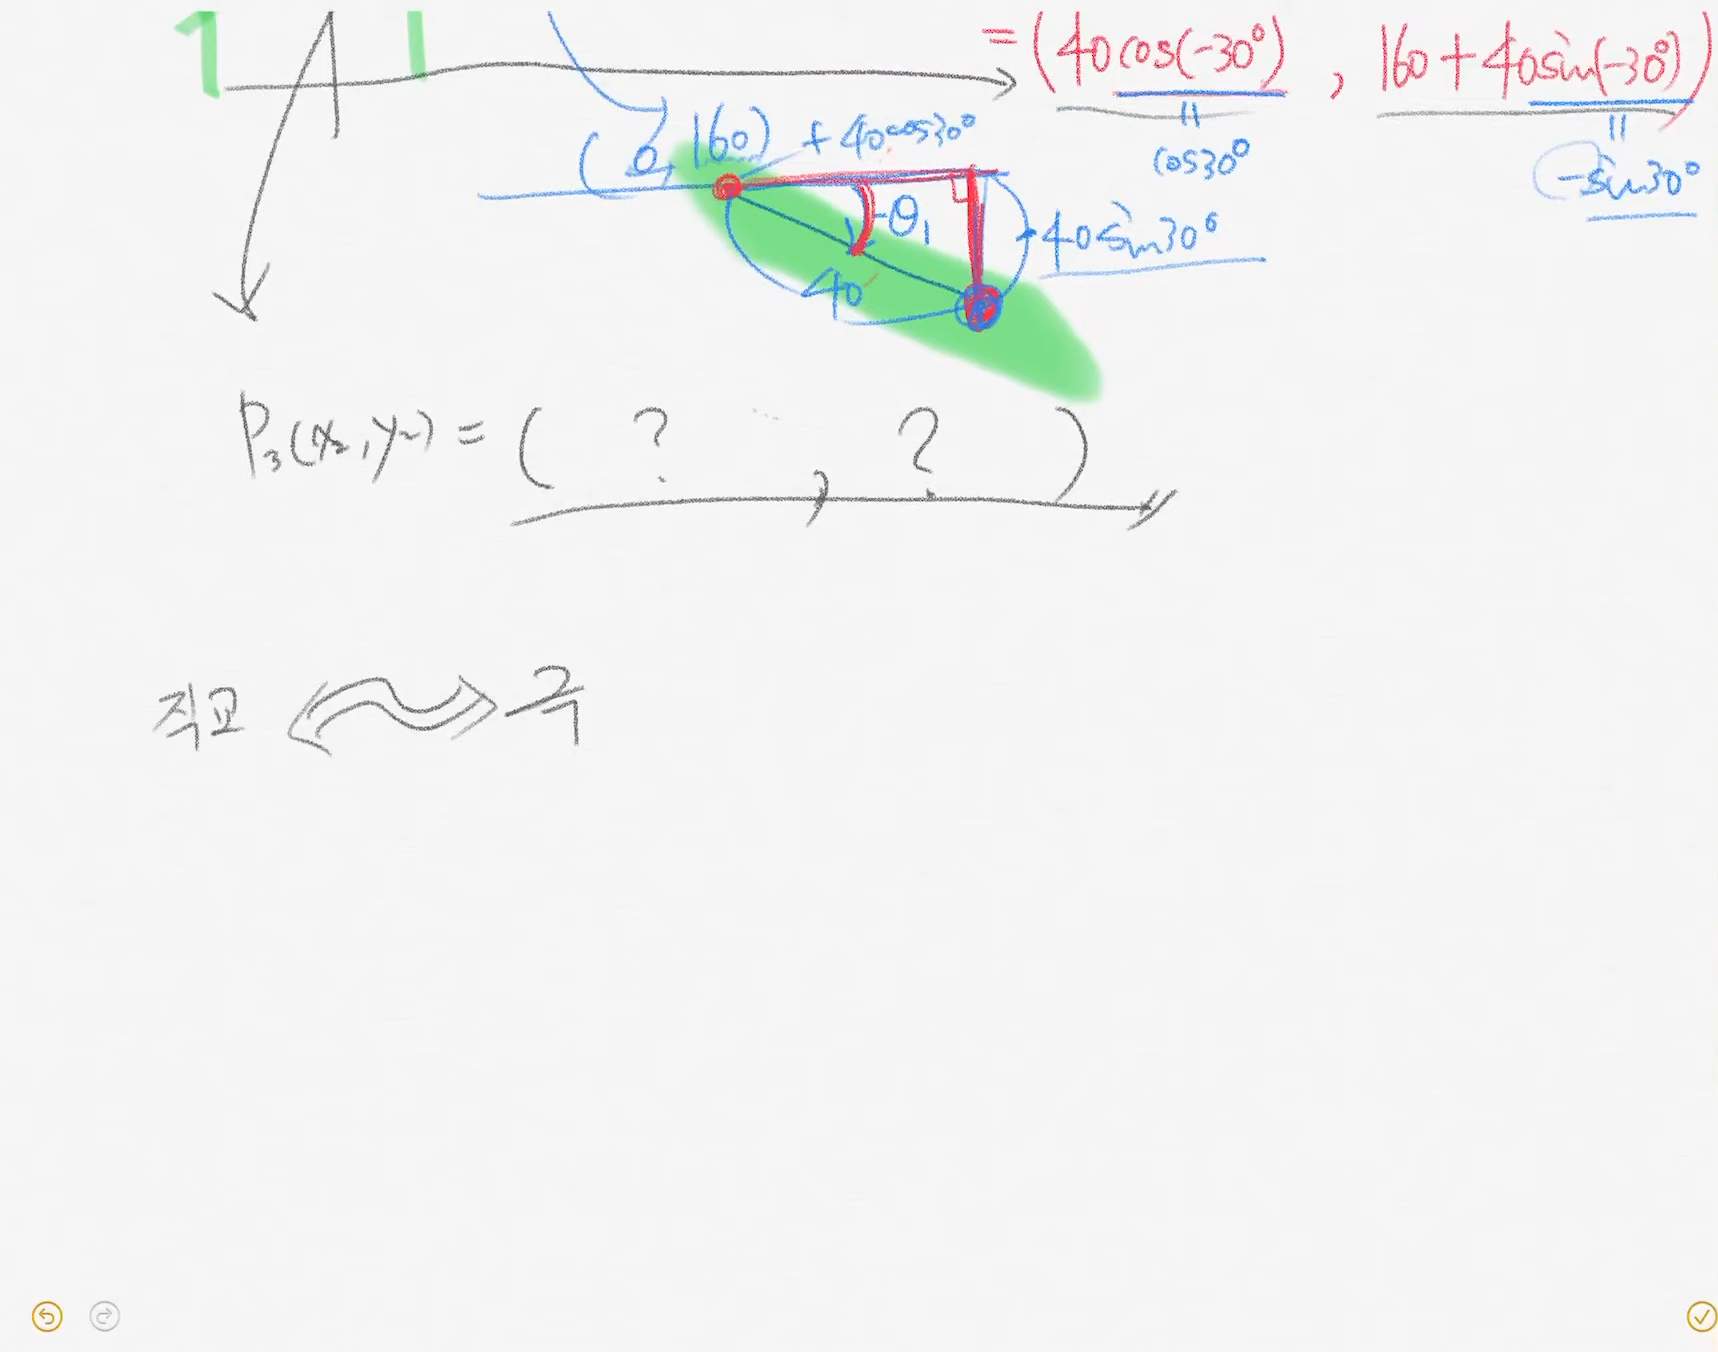 = (40cos(-30°) , 160+40sin(-30°))
(0, 160) + 40cos30°
= cos30°
= -sin30°
-θ₁
-40sin30°
40
P₃(x₂,y₂) = ( ? , ? )
직교 ⟺ 극